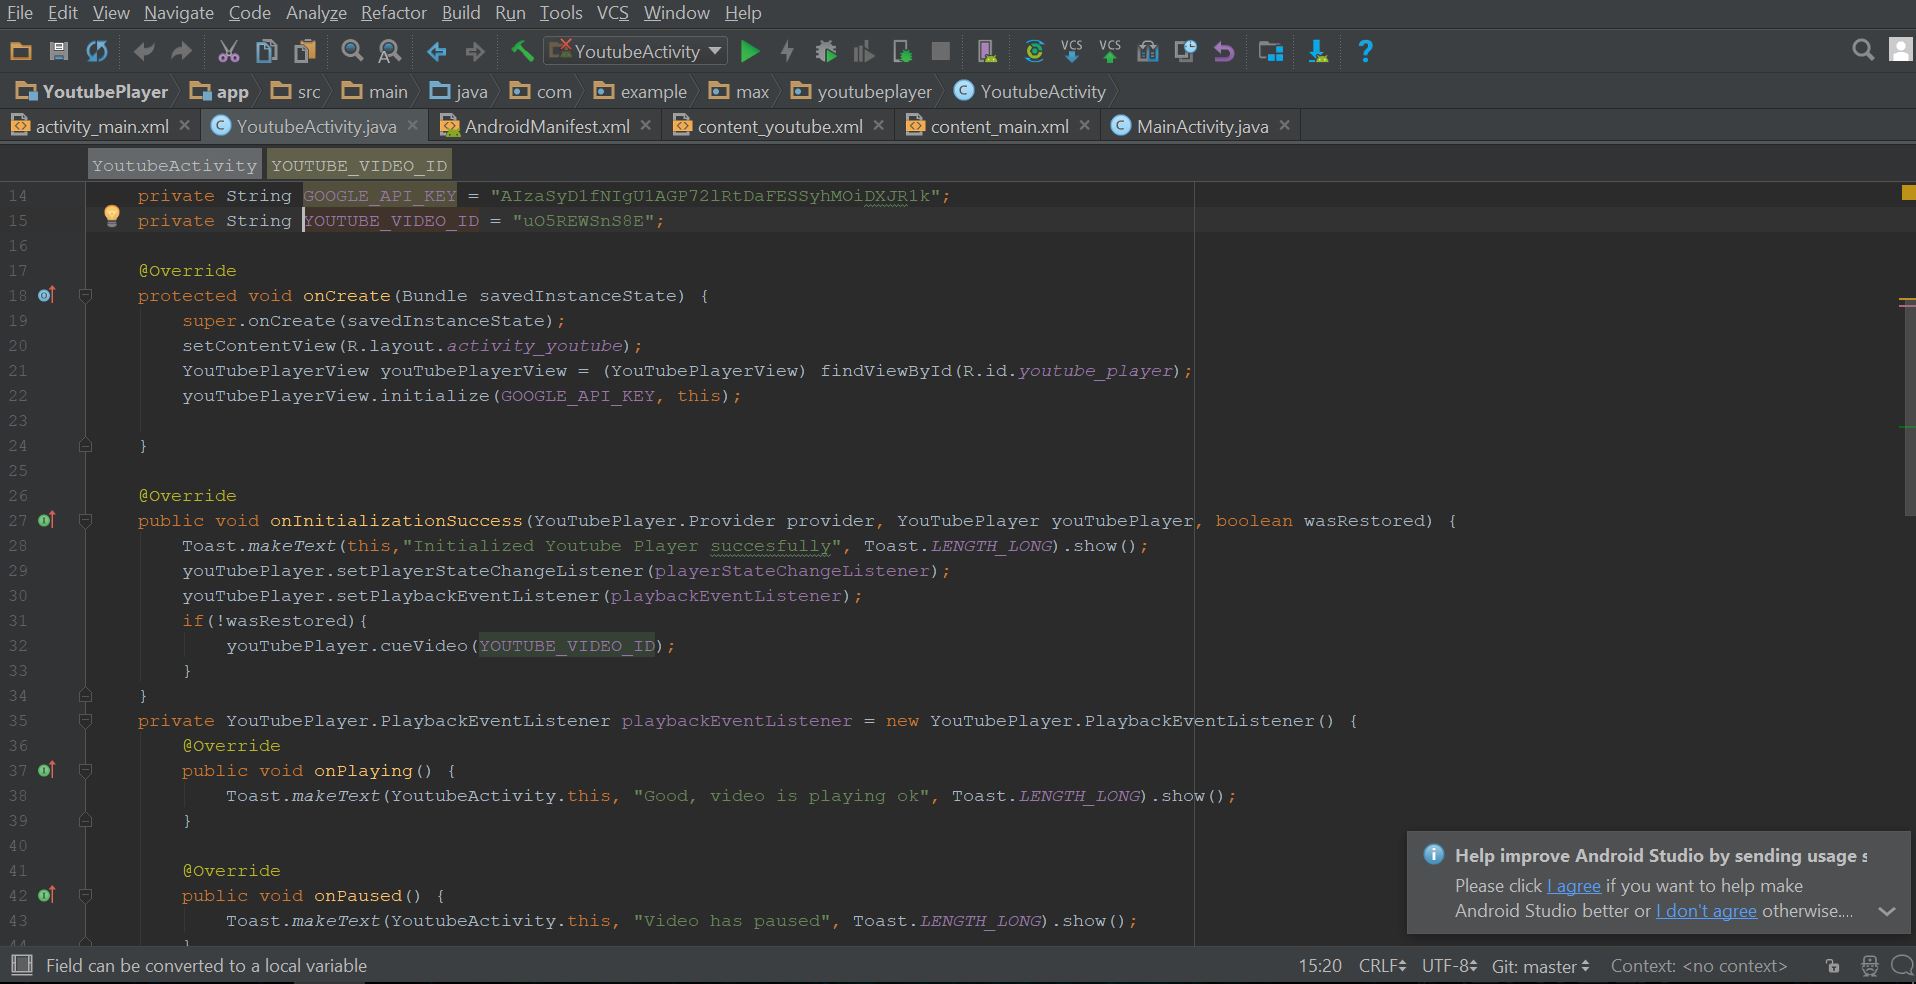 File Edit View Navigate Code Analyze Refactor Build Run Tools VCS Window Help
YoutubeActivity VCS VCS ?
YoutubePlayer app src main java com example max youtubeplayer YoutubeActivity
activity_main.xml YoutubeActivity.java AndroidManifest.xml content_youtube.xml content_main.xml MainActivity.java
YoutubeActivity YOUTUBE_VIDEO_ID
14 private String GOOGLE_API_KEY = "AIzaSyD1fNIgU1AGP72lRtDaFESSyhMOiDXJR1k";
15 private String YOUTUBE_VIDEO_ID = "uO5REWSnS8E";
16
17 @Override
18 protected void onCreate(Bundle savedInstanceState) {
19 super.onCreate(savedInstanceState);
20 setContentView(R.layout.activity_youtube);
21 YouTubePlayerView youTubePlayerView = (YouTubePlayerView) findViewById(R.id.youtube_player);
22 youTubePlayerView.initialize(GOOGLE_API_KEY, this);
23
24 }
25
26 @Override
27 public void onInitializationSuccess(YouTubePlayer.Provider provider, YouTubePlayer youTubePlayer, boolean wasRestored) {
28 Toast.makeText(this,"Initialized Youtube Player succesfully", Toast.LENGTH_LONG).show();
29 youTubePlayer.setPlayerStateChangeListener(playerStateChangeListener);
30 youTubePlayer.setPlaybackEventListener(playbackEventListener);
31 if(!wasRestored){
32 youTubePlayer.cueVideo(YOUTUBE_VIDEO_ID);
33 }
34 }
35 private YouTubePlayer.PlaybackEventListener playbackEventListener = new YouTubePlayer.PlaybackEventListener() {
36 @Override
37 public void onPlaying() {
38 Toast.makeText(YoutubeActivity.this, "Good, video is playing ok", Toast.LENGTH_LONG).show();
39 }
40
41 @Override
42 public void onPaused() {
43 Toast.makeText(YoutubeActivity.this, "Video has paused", Toast.LENGTH_LONG).show();
44 }
Help improve Android Studio by sending usage s
Please click I agree if you want to help make
Android Studio better or I don't agree otherwise....
Field can be converted to a local variable 15:20 CRLF UTF-8 Git: master Context: <no context>